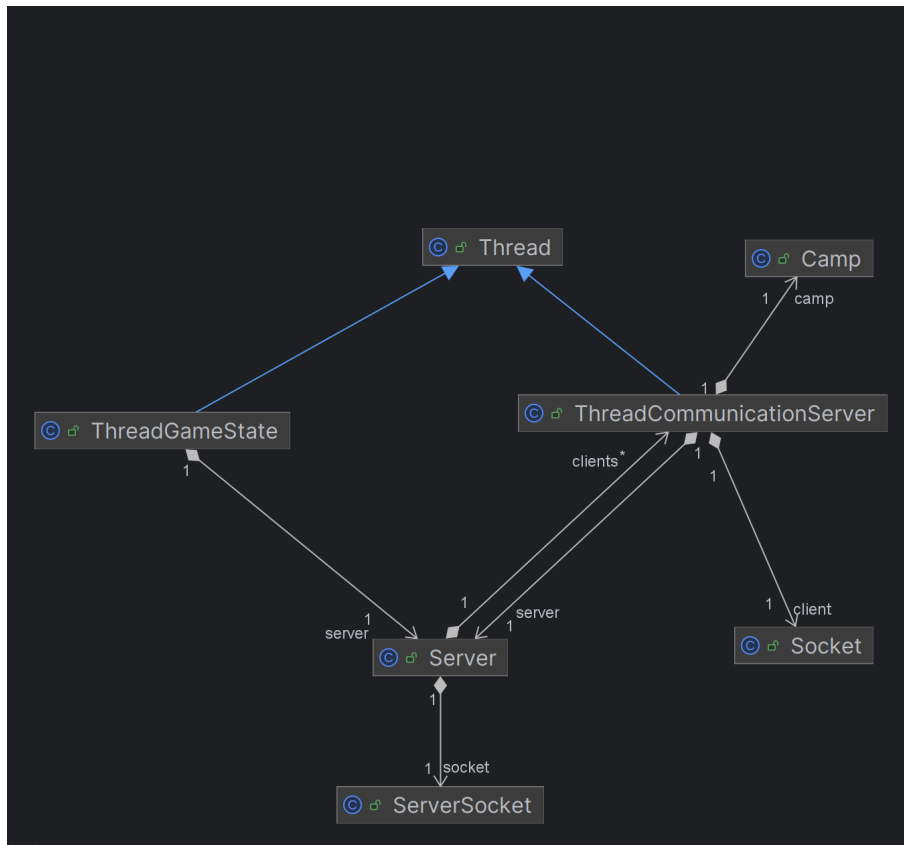 C Thread
C Camp
1
camp
1
C ThreadGameState
C ThreadCommunicationServer
1
clients*
1
1
1
1
server
1
server
1
1
client
C Server
C Socket
1
1
socket
C ServerSocket